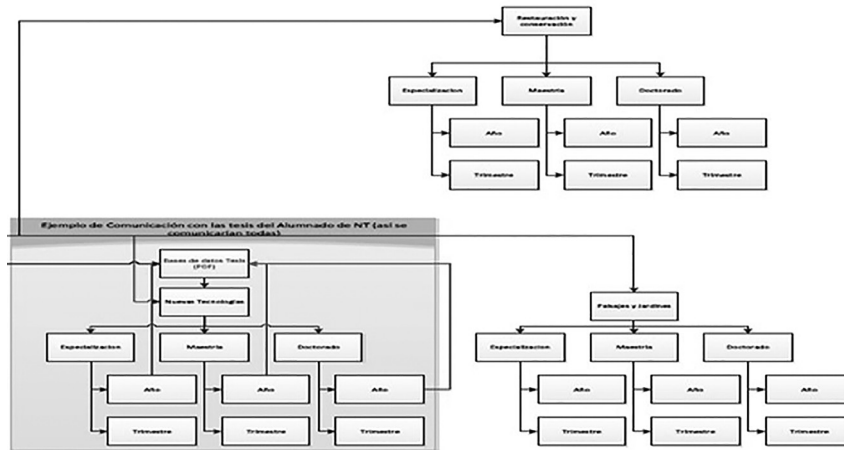 Restauración y
conservación
Especialización
Maestría
Doctorado
Año
Año
Año
Trimestre
Trimestre
Trimestre
Ejemplo de Comunicación con las tesis del Alumnado de NT (así se
comunicarían todas)
Bases de datos Tesis
(PDF)
Nuevas Tecnologías
Especialización
Maestría
Doctorado
Año
Año
Año
Trimestre
Trimestre
Trimestre
Paisajes y Jardines
Especialización
Maestría
Doctorado
Año
Año
Año
Trimestre
Trimestre
Trimestre